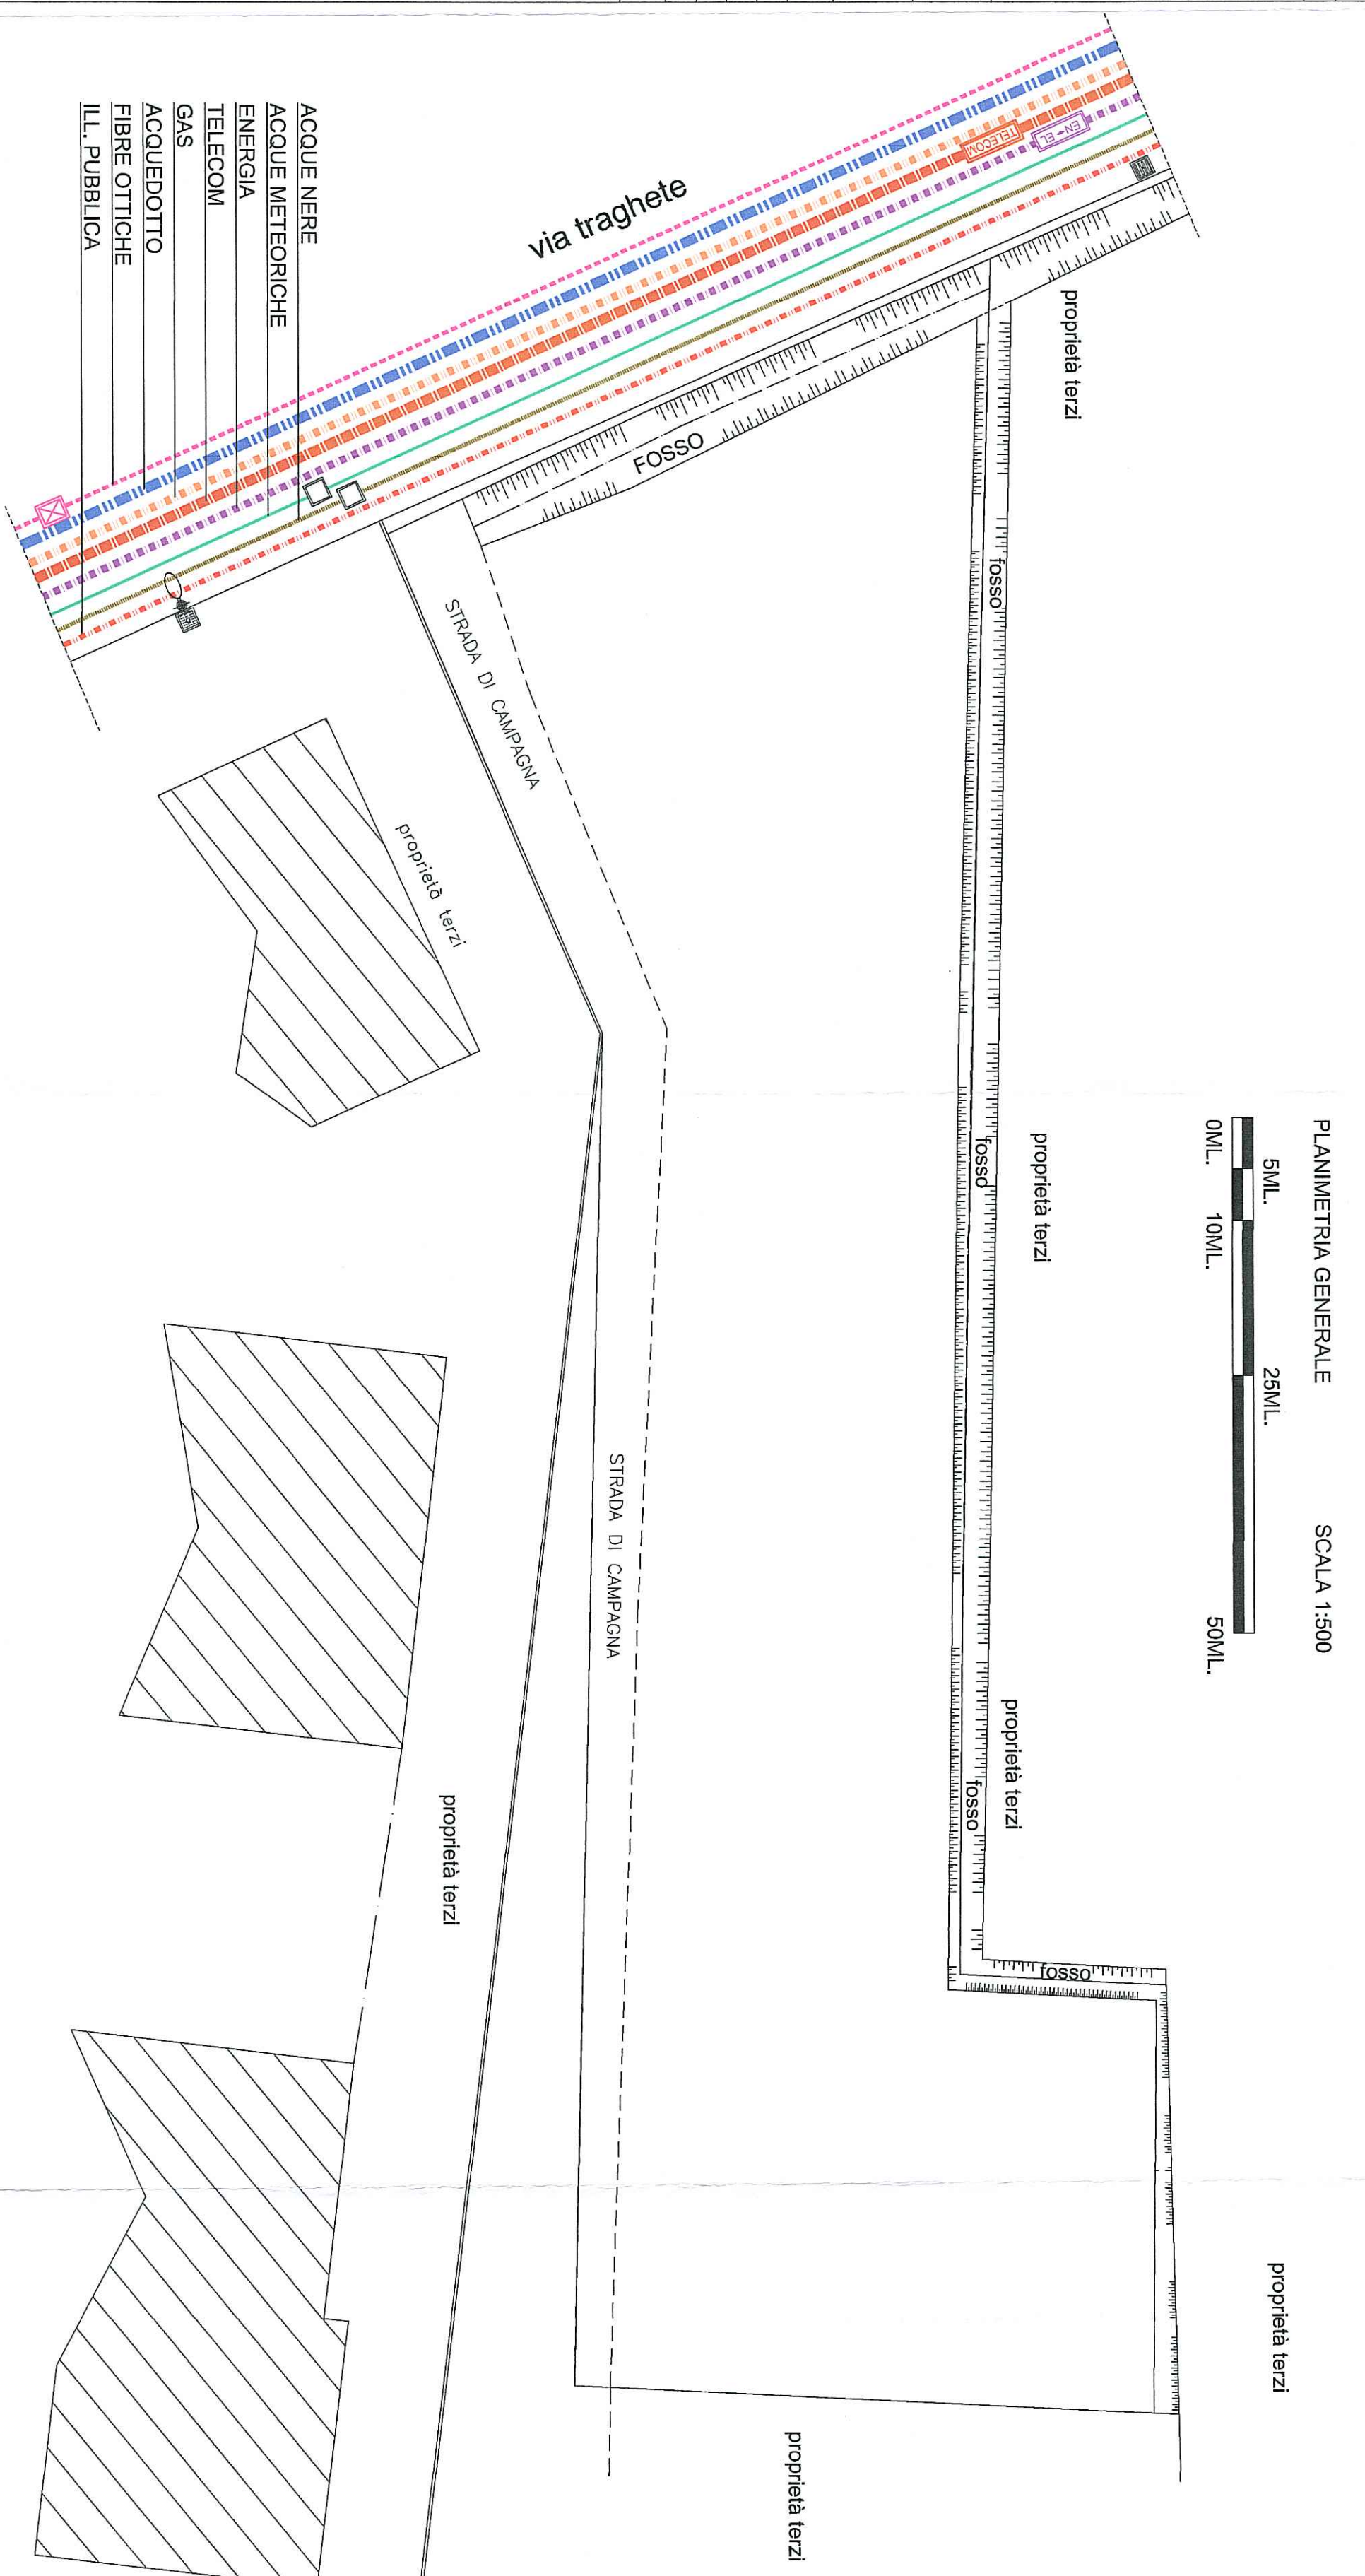 PLANIMETRIA GENERALE
SCALA 1:500
5ML.
25ML.
0ML.
10ML.
50ML.
proprietà terzi
proprietà terzi
proprietà terzi
proprietà terzi
proprietà terzi
fosso
fosso
fosso
fosso
EN-EL
TELECOM
via traghete
FOSSO
STRADA DI CAMPAGNA
STRADA DI CAMPAGNA
proprietà terzi
proprietà terzi
ACQUE NERE
ACQUE METEORICHE
ENERGIA
TELECOM
GAS
ACQUEDOTTO
FIBRE OTTICHE
ILL. PUBBLICA